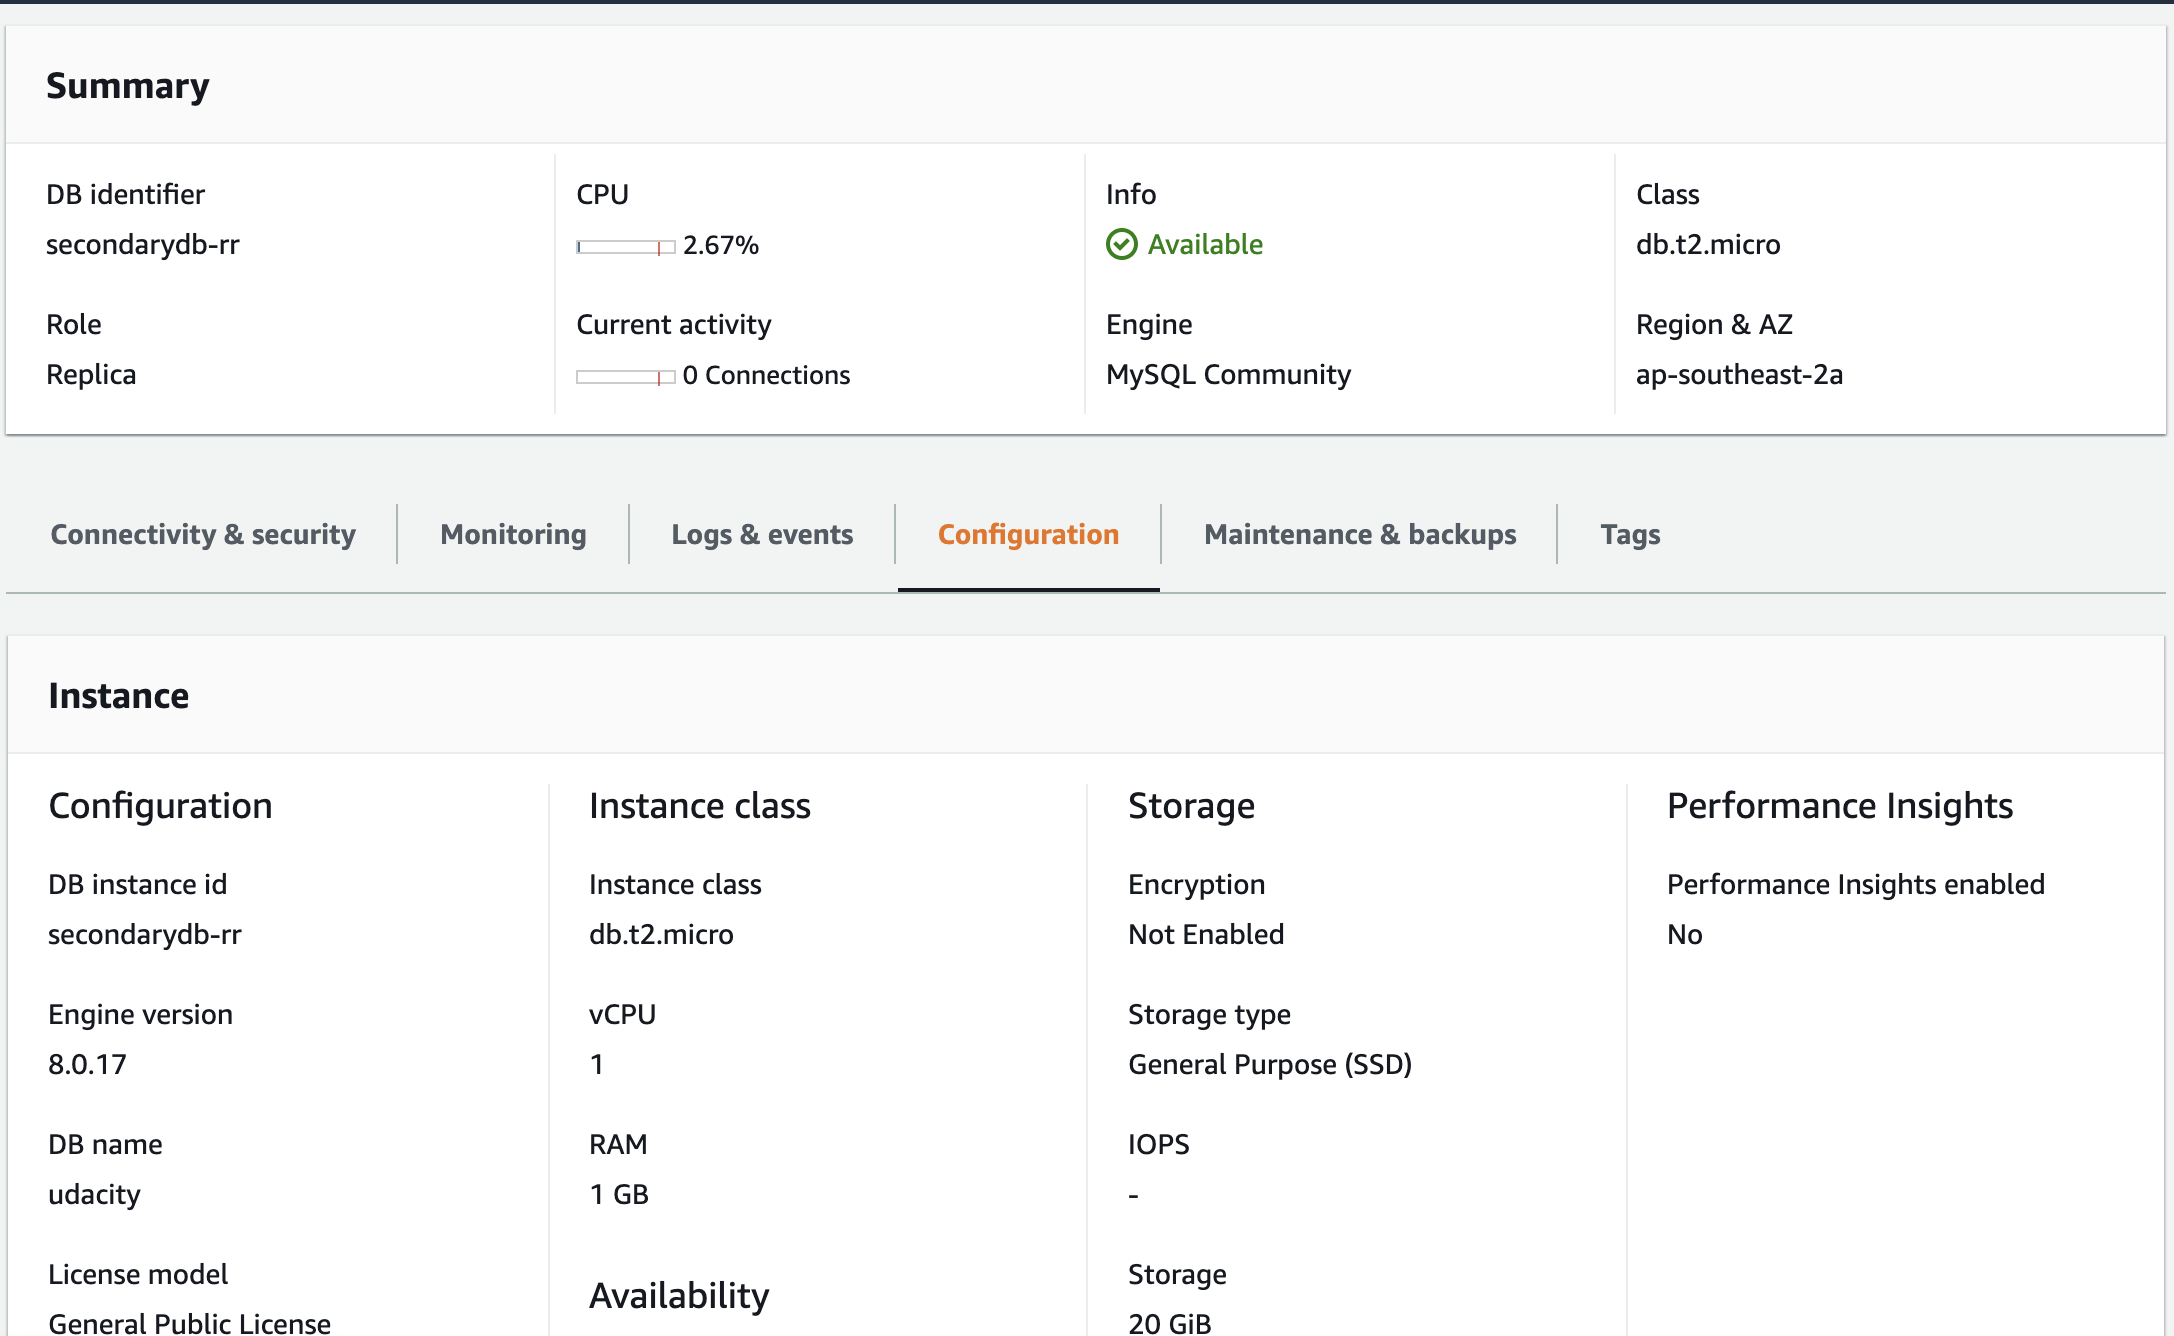 Summary
DB identifier
secondarydb-rr
CPU
2.67%
Info
Available
Class
db.t2.micro
Role
Replica
Current activity
0 Connections
Engine
MySQL Community
Region & AZ
ap-southeast-2a
Connectivity & security
Monitoring
Logs & events
Configuration
Maintenance & backups
Tags
Instance
Configuration
DB instance id
secondarydb-rr
Engine version
8.0.17
DB name
udacity
License model
General Public License
Instance class
Instance class
db.t2.micro
vCPU
1
RAM
1 GB
Availability
Storage
Encryption
Not Enabled
Storage type
General Purpose (SSD)
IOPS
-
Storage
20 GiB
Performance Insights
Performance Insights enabled
No